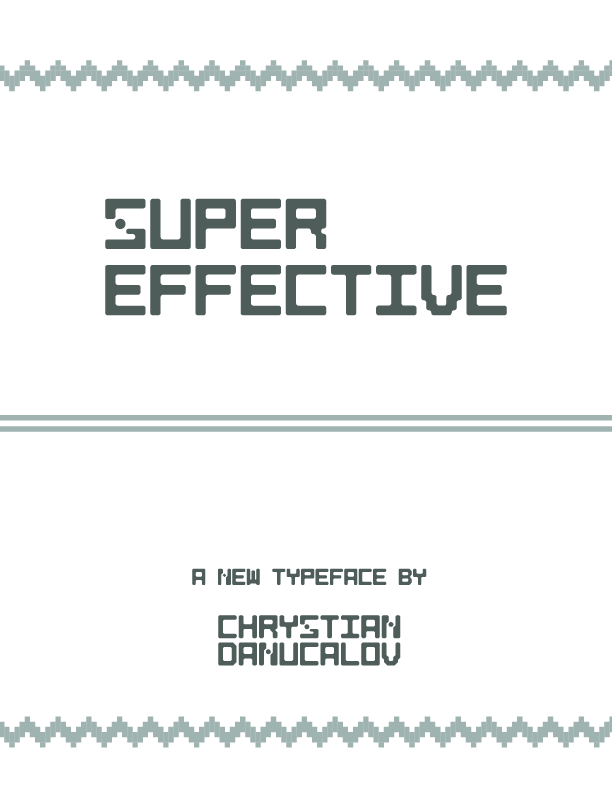 SUPER
EFFECTIVE
A NEW TYPEFACE BY
CHRYSTIAN
DANUCALOV